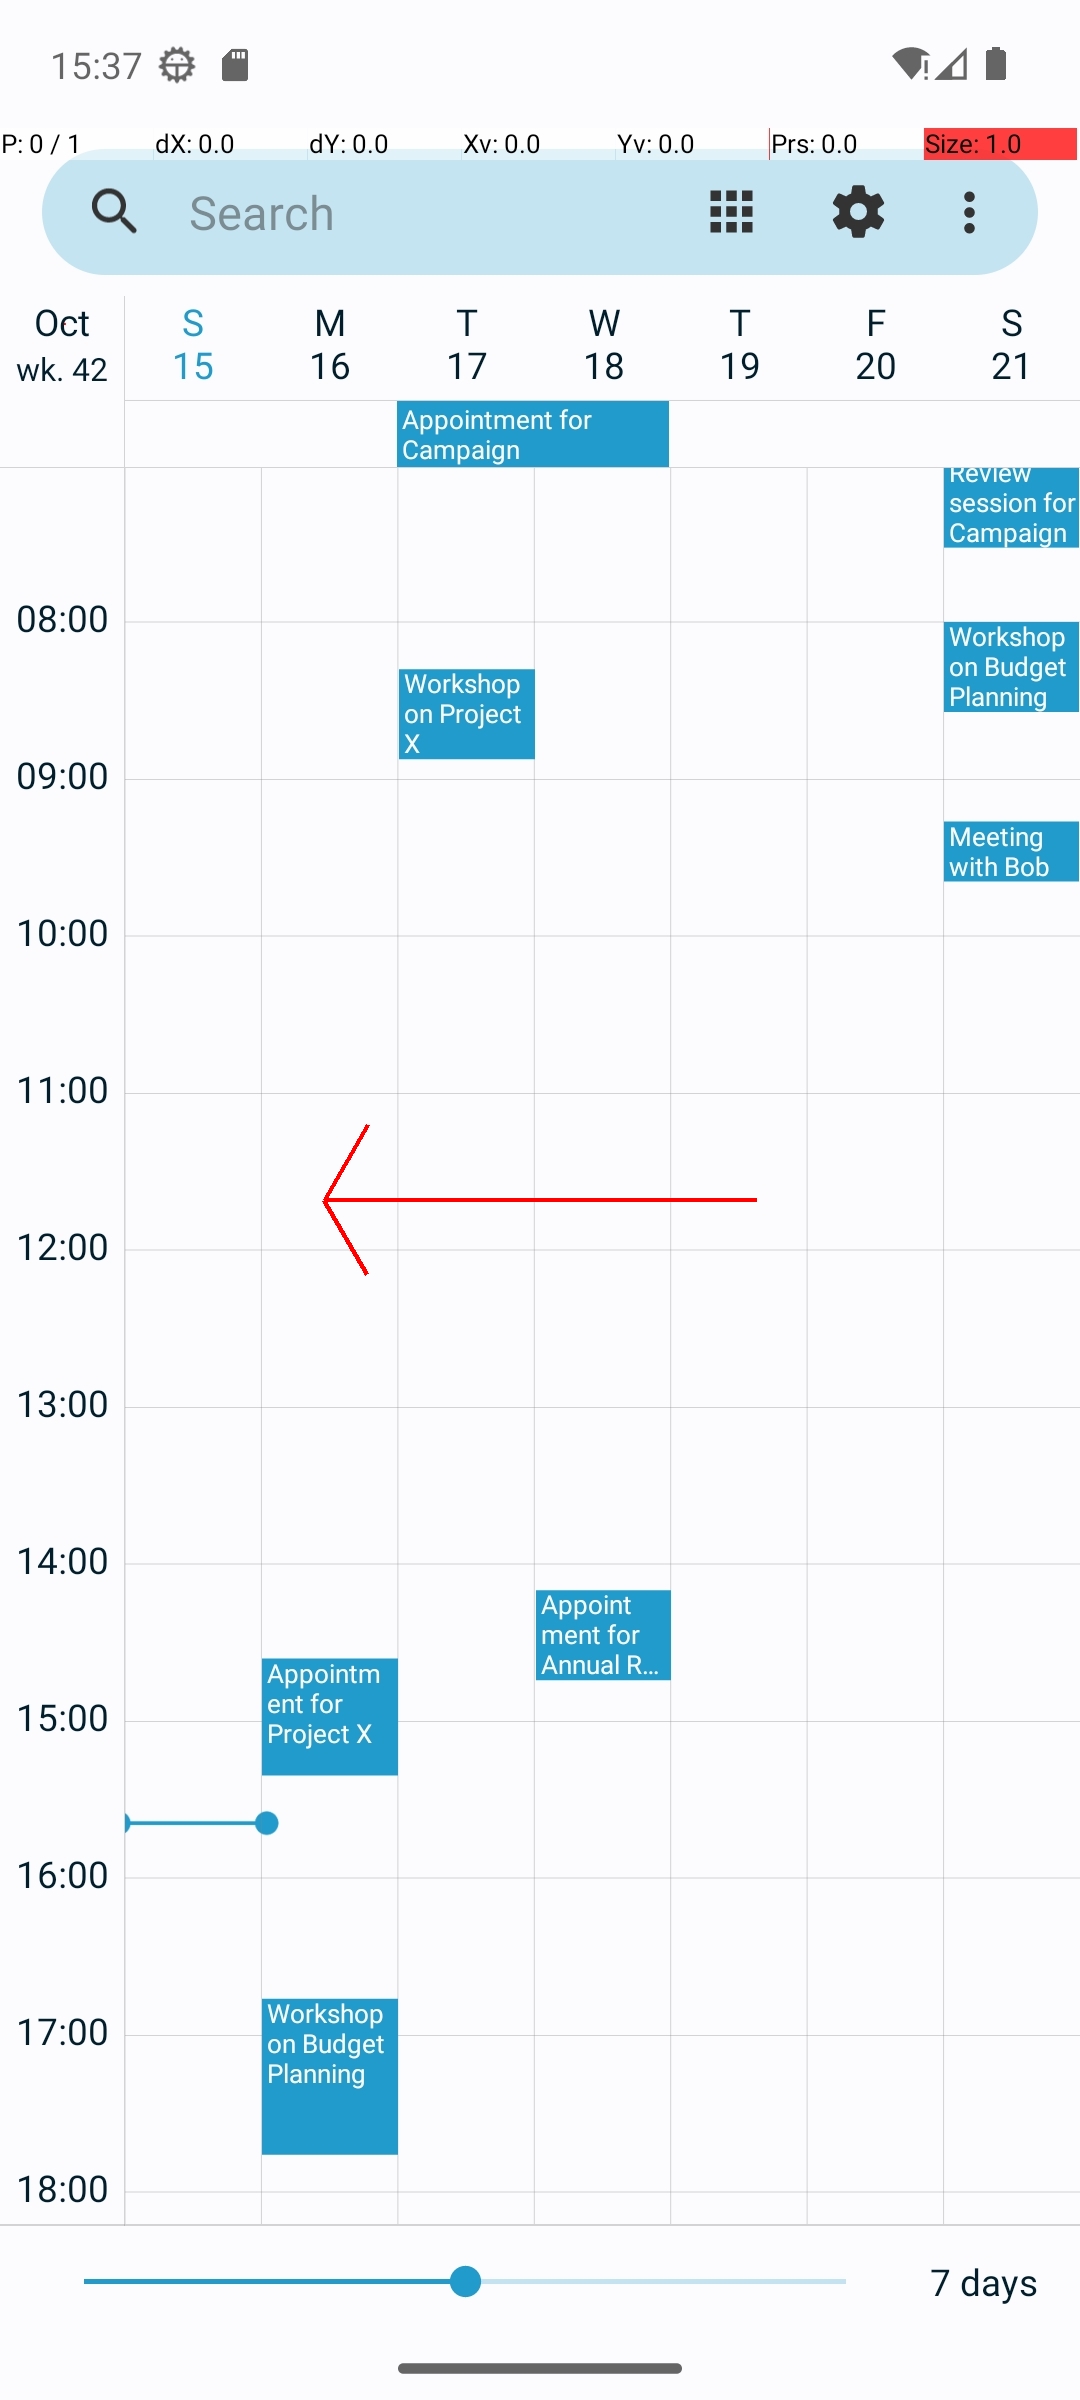 15:37
P: 0 / 1 dX: 0.0 dY: 0.0 Xv: 0.0 Yv: 0.0 Prs: 0.0 Size: 1.0
Search
Oct S M T W T F S
wk. 42 15 16 17 18 19 20 21
Appointment for
Campaign
Review
session for
Campaign
08:00
Workshop
on Budget
Planning
Workshop
on Project
X
09:00
Meeting
with Bob
10:00
11:00
12:00
13:00
14:00
Appoint
ment for
Annual R...
Appointm
ent for
Project X
15:00
16:00
Workshop
on Budget
Planning
17:00
18:00
7 days